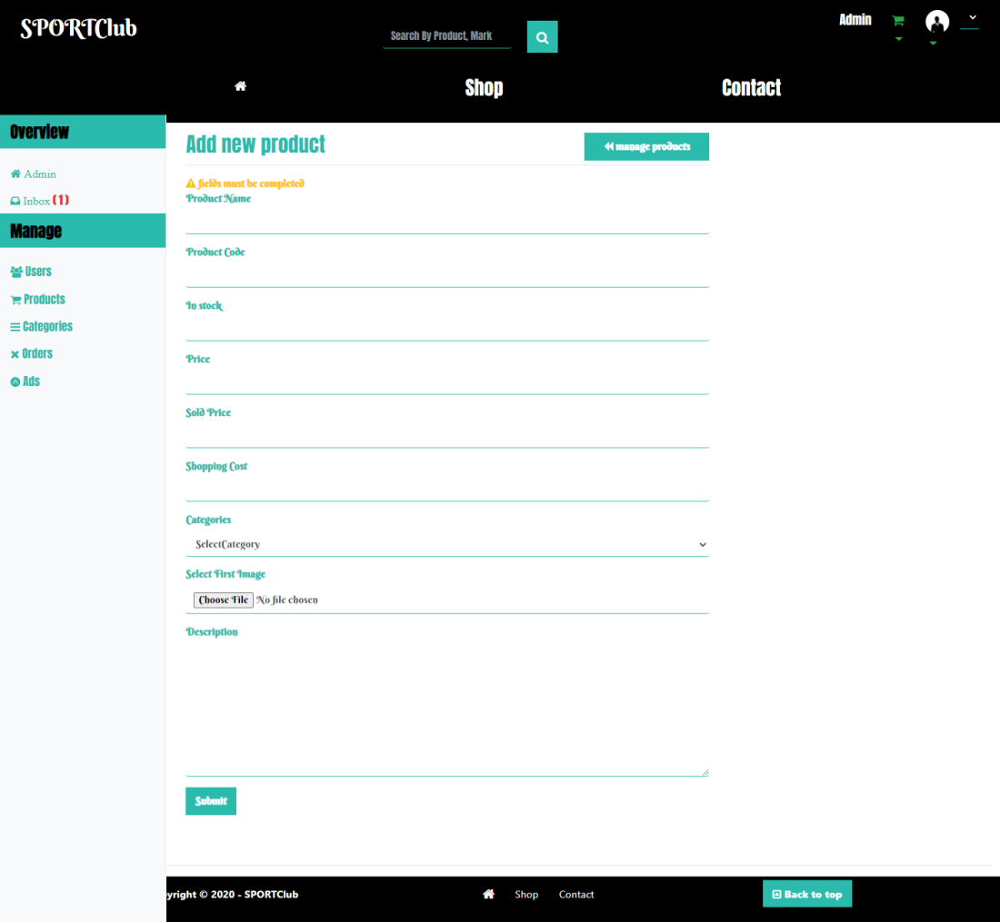 SPORTClub
Search By Product, Mark
Admin
Shop
Contact
Overview
Admin
Inbox (1)
Manage
Users
Products
Categories
Orders
Ads
Add new product
manage products
fields must be completed
Product Name
Product Code
In stock
Price
Sold Price
Shopping Cost
Categories
SelectCategory
Select First Image
Choose File No file chosen
Description
Submit
yright © 2020 - SPORTClub
Shop
Contact
Back to top